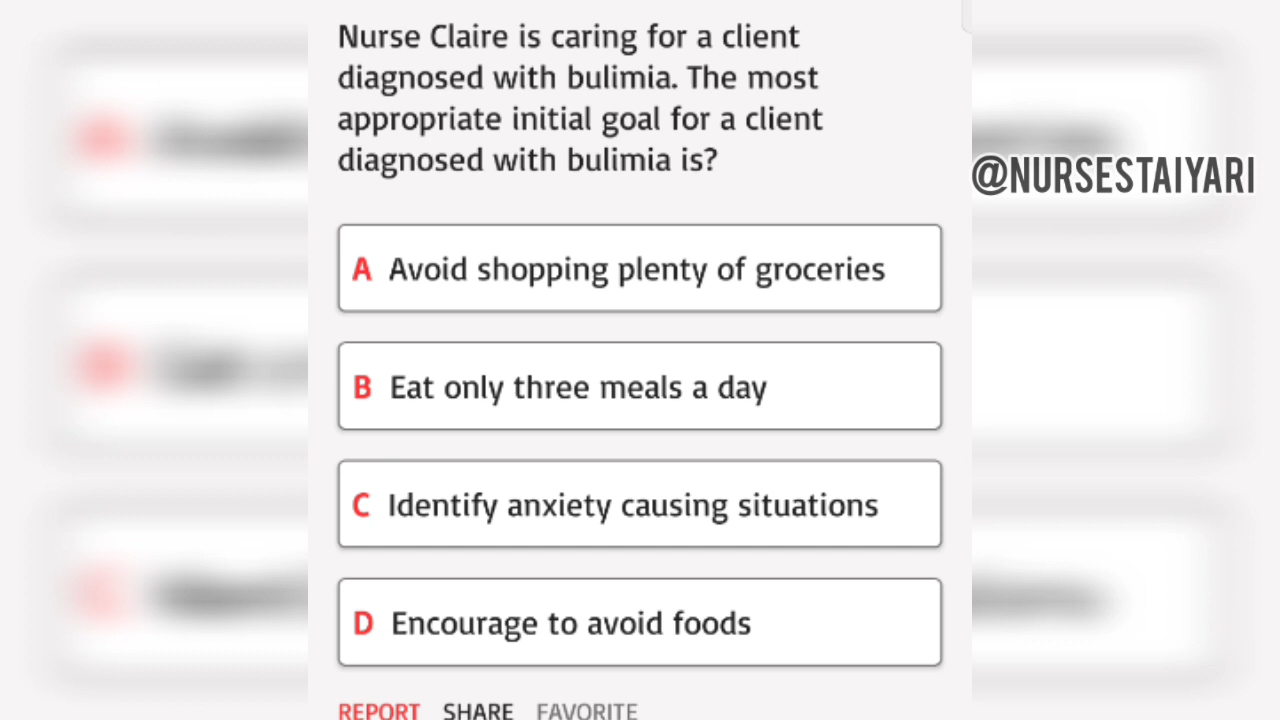 Nurse Claire is caring for a client
diagnosed with bulimia. The most
appropriate initial goal for a client
diagnosed with bulimia is?
@NURSESTAIYARI
A Avoid shopping plenty of groceries
B Eat only three meals a day
C Identify anxiety causing situations
D Encourage to avoid foods
REPORT SHARE FAVORITE